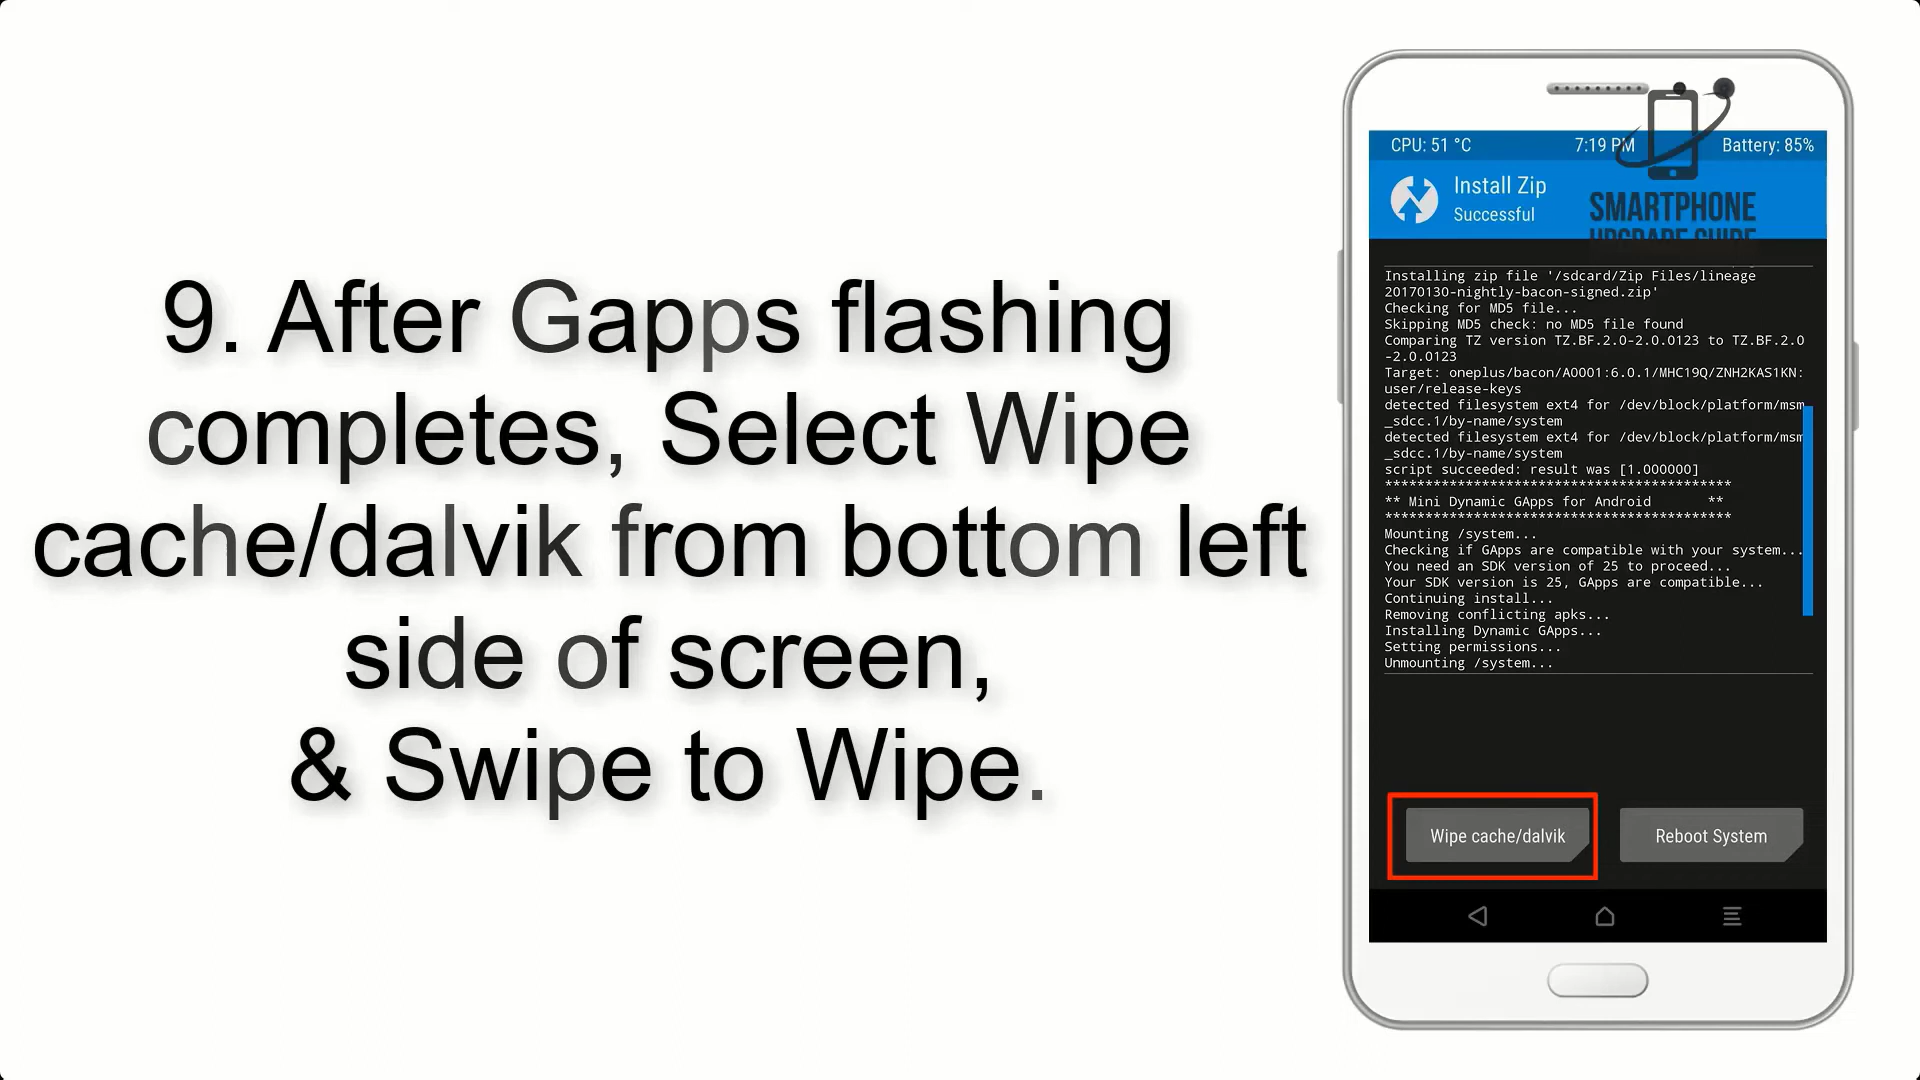 9. After Gapps flashing
completes, Select Wipe
cache/dalvik from bottom left
side of screen,
& Swipe to Wipe.
CPU: 51 °C
7:19 PM
Battery: 85%
Install Zip
Successful
SMARTPHONE
UPGRADE GUIDE
Installing zip file '/sdcard/Zip Files/lineage
20170130-nightly-bacon-signed.zip'
Checking for MD5 file...
Skipping MD5 check: no MD5 file found
Comparing TZ version TZ.BF.2.0-2.0.0123 to TZ.BF.2.0
-2.0.0123
Target: oneplus/bacon/A0001:6.0.1/MHC19Q/ZNH2KAS1KN:
user/release-keys
detected filesystem ext4 for /dev/block/platform/msm
_sdcc.1/by-name/system
detected filesystem ext4 for /dev/block/platform/msm
_sdcc.1/by-name/system
script succeeded: result was [1.000000]
******************************************
** Mini Dynamic GApps for Android       **
******************************************
Mounting /system...
Checking if GApps are compatible with your system...
You need an SDK version of 25 to proceed...
Your SDK version is 25, GApps are compatible...
Continuing install...
Removing conflicting apks...
Installing Dynamic GApps...
Setting permissions...
Unmounting /system...
Wipe cache/dalvik
Reboot System